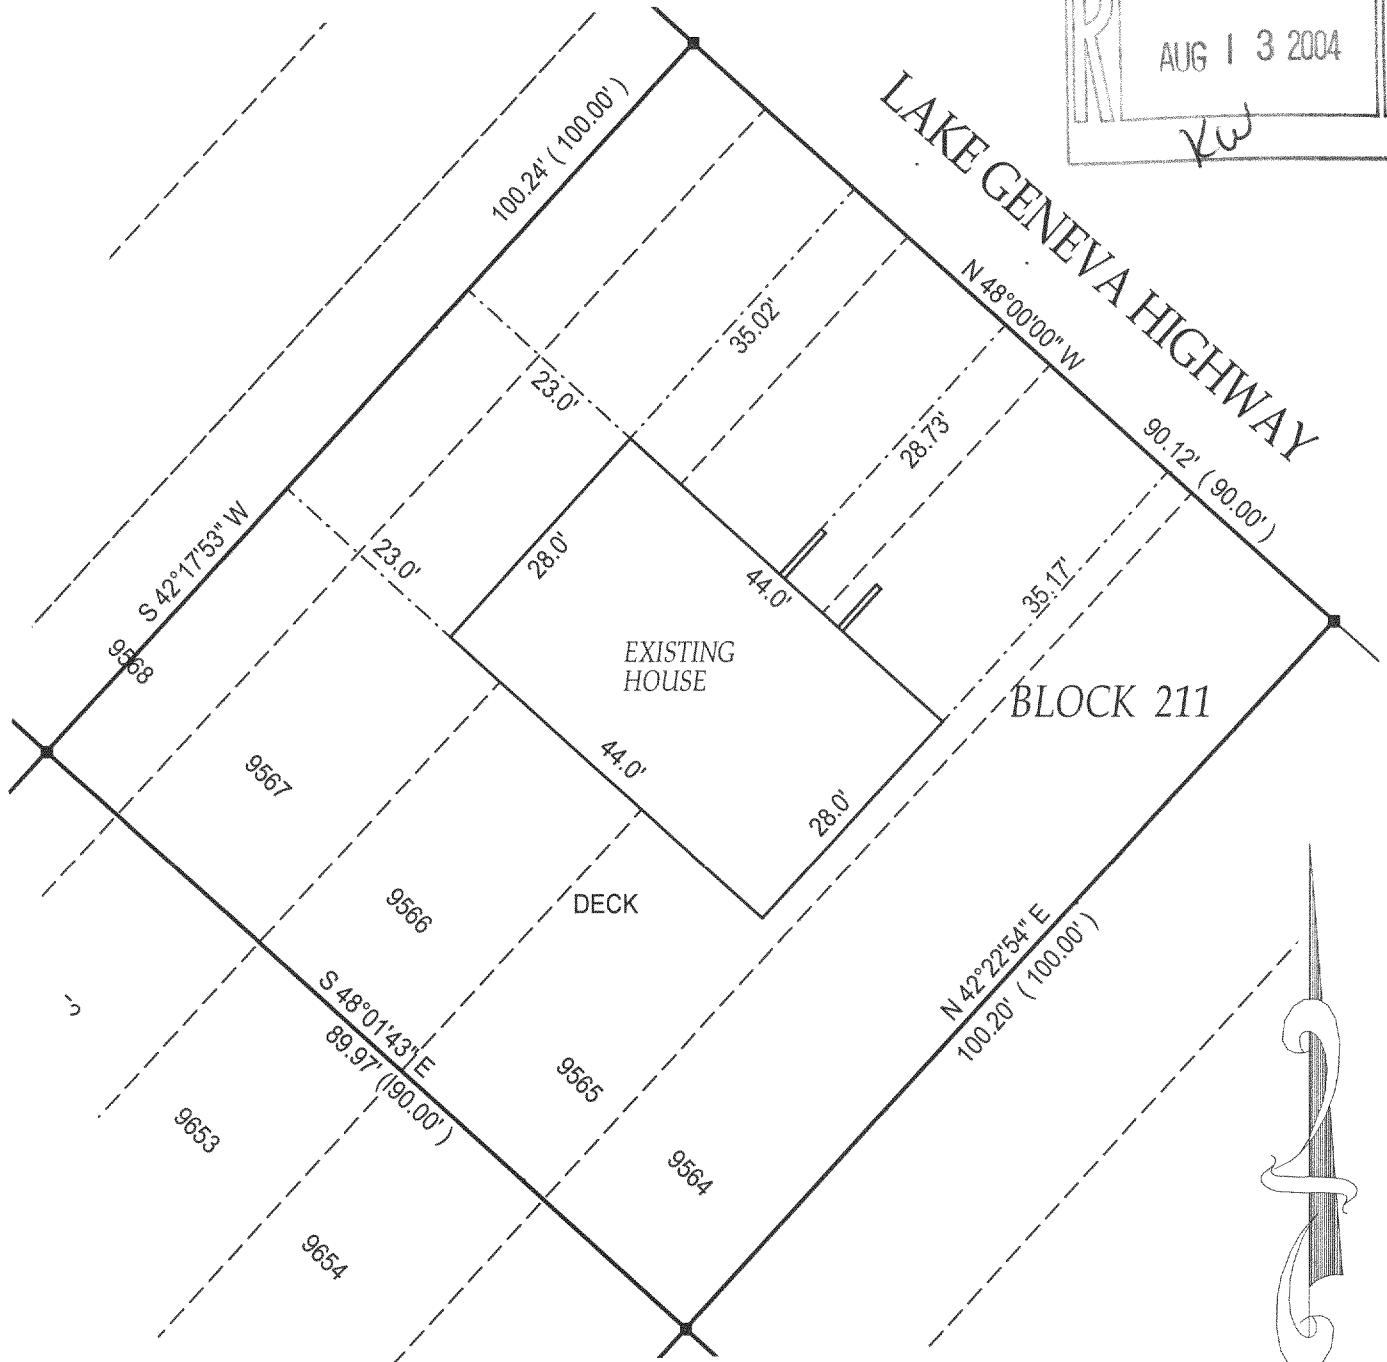 AUG 13 2004
KW
LAKE GENEVA HIGHWAY
100.24' ( 100.00' )
N 48°00'00" W
90.12' ( 90.00' )
35.02'
23.0'
28.73'
35.17'
S 42°17'53" W
23.0'
28.0'
44.0'
EXISTING
HOUSE
BLOCK 211
9568
9567
44.0'
28.0'
9566
DECK
S 48°01'43" E
89.97' ( 90.00' )
N 42°22'54" E
100.20' ( 100.00' )
9565
9564
9653
9654